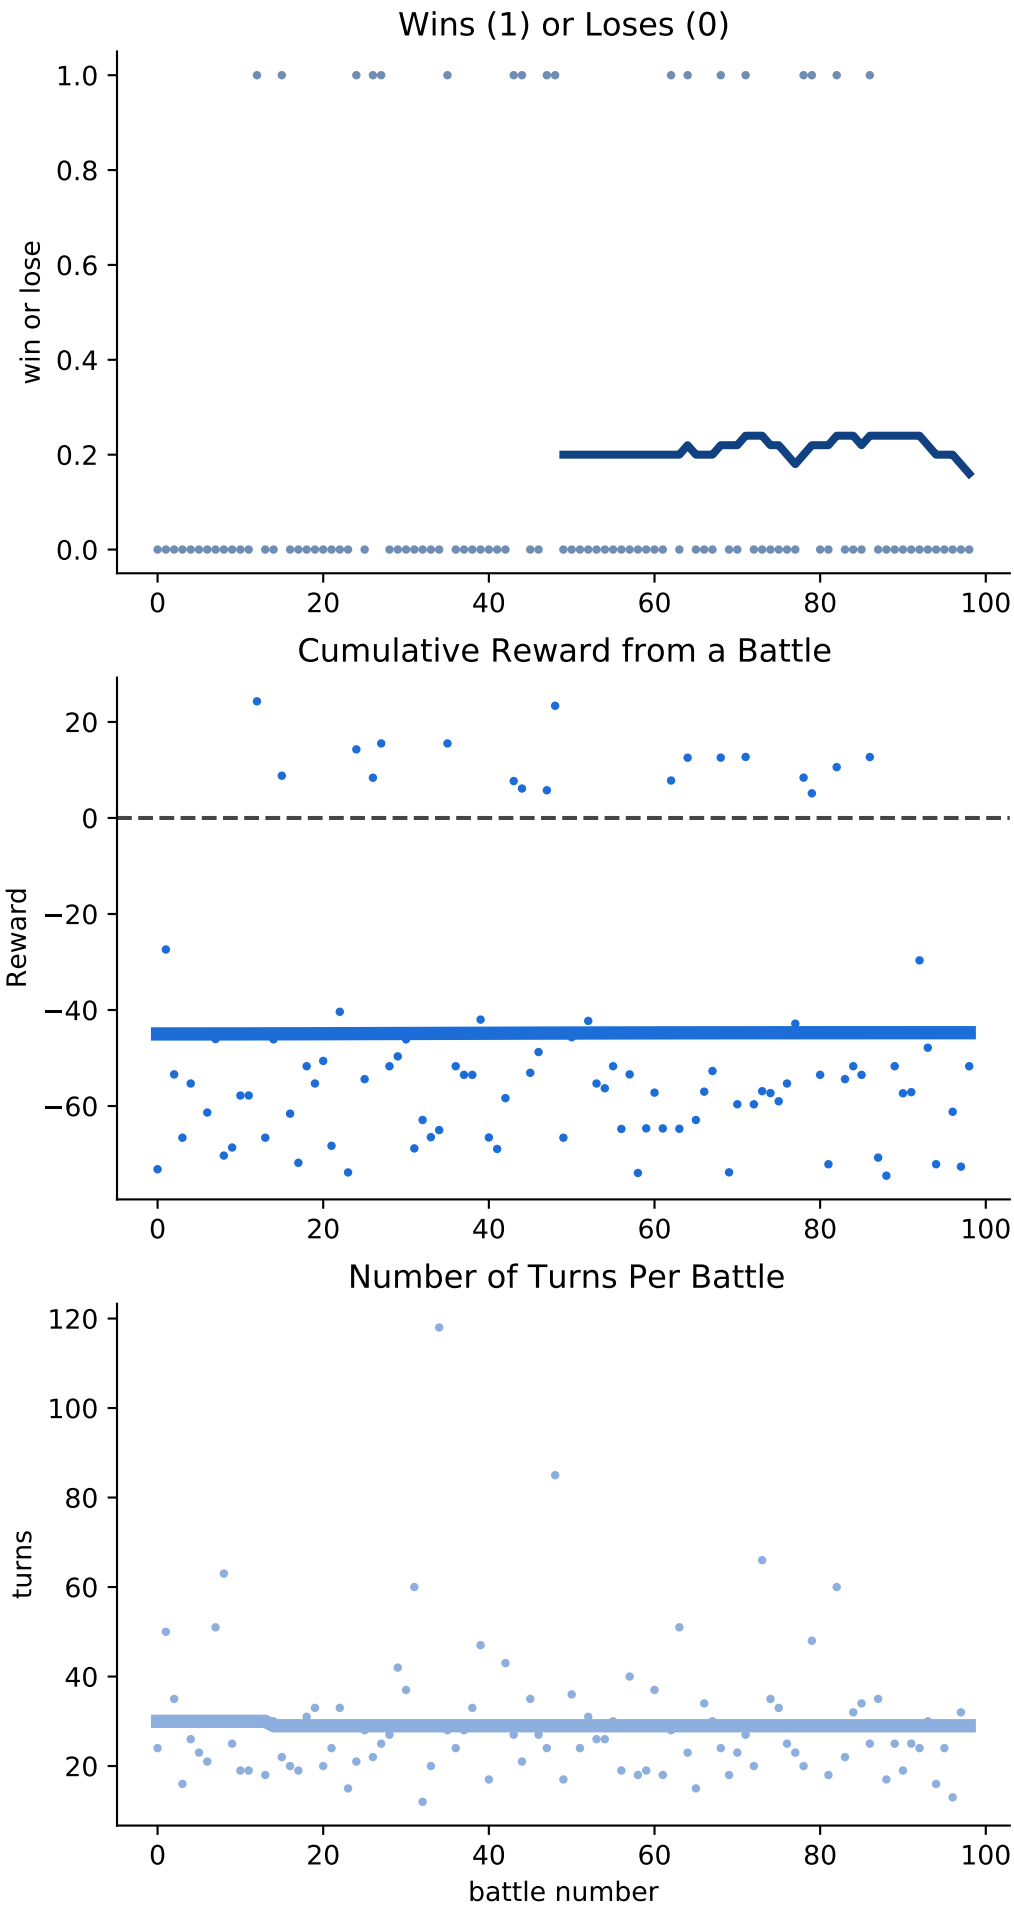 Wins (1) or Loses (0)
1.0
0.8
0.6
0.4
0.2
0.0
win or lose
0 20 40 60 80 100
Cumulative Reward from a Battle
20
0
−20
−40
−60
Reward
0 20 40 60 80 100
Number of Turns Per Battle
120
100
80
60
40
20
turns
0 20 40 60 80 100
battle number